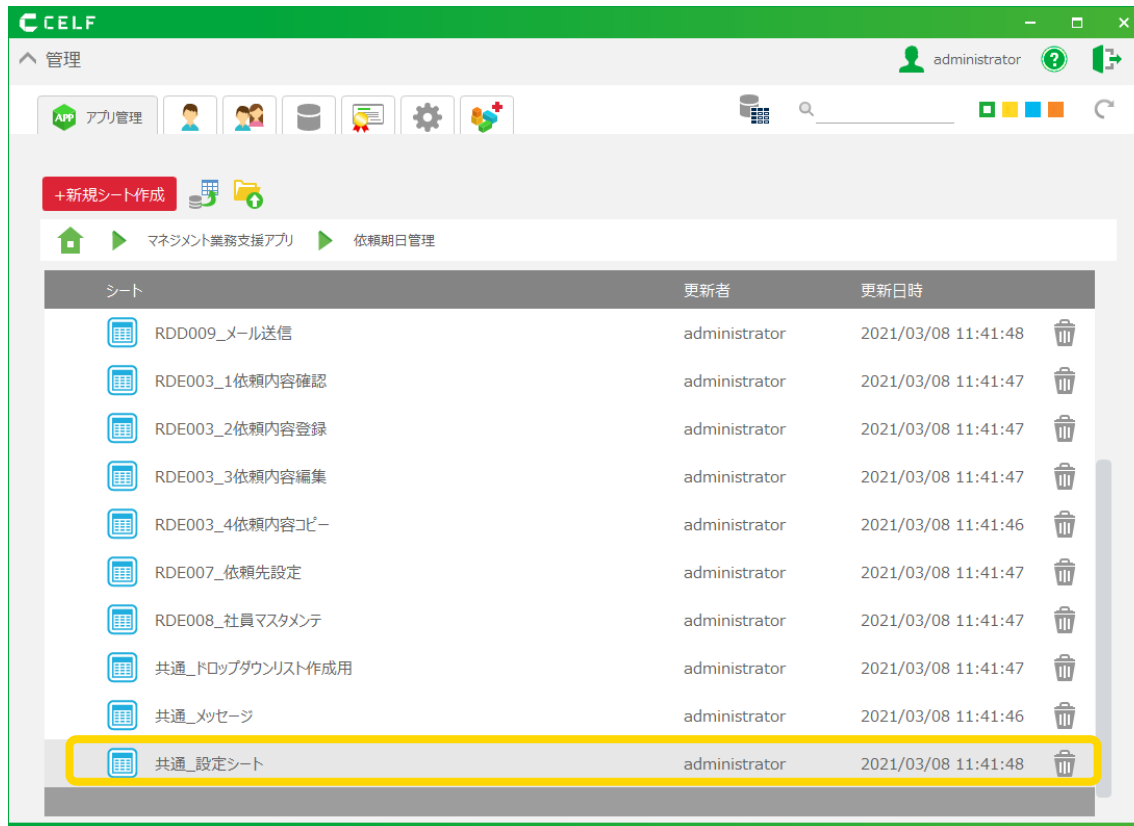 CELF
管理
administrator
APP アプリ管理
+新規シート作成
マネジメント業務支援アプリ 依頼期日管理
シート 更新者 更新日時
RDD009_メール送信 administrator 2021/03/08 11:41:48
RDE003_1依頼内容確認 administrator 2021/03/08 11:41:47
RDE003_2依頼内容登録 administrator 2021/03/08 11:41:47
RDE003_3依頼内容編集 administrator 2021/03/08 11:41:47
RDE003_4依頼内容コピー administrator 2021/03/08 11:41:46
RDE007_依頼先設定 administrator 2021/03/08 11:41:47
RDE008_社員マスタメンテ administrator 2021/03/08 11:41:47
共通_ドロップダウンリスト作成用 administrator 2021/03/08 11:41:47
共通_メッセージ administrator 2021/03/08 11:41:46
共通_設定シート administrator 2021/03/08 11:41:48